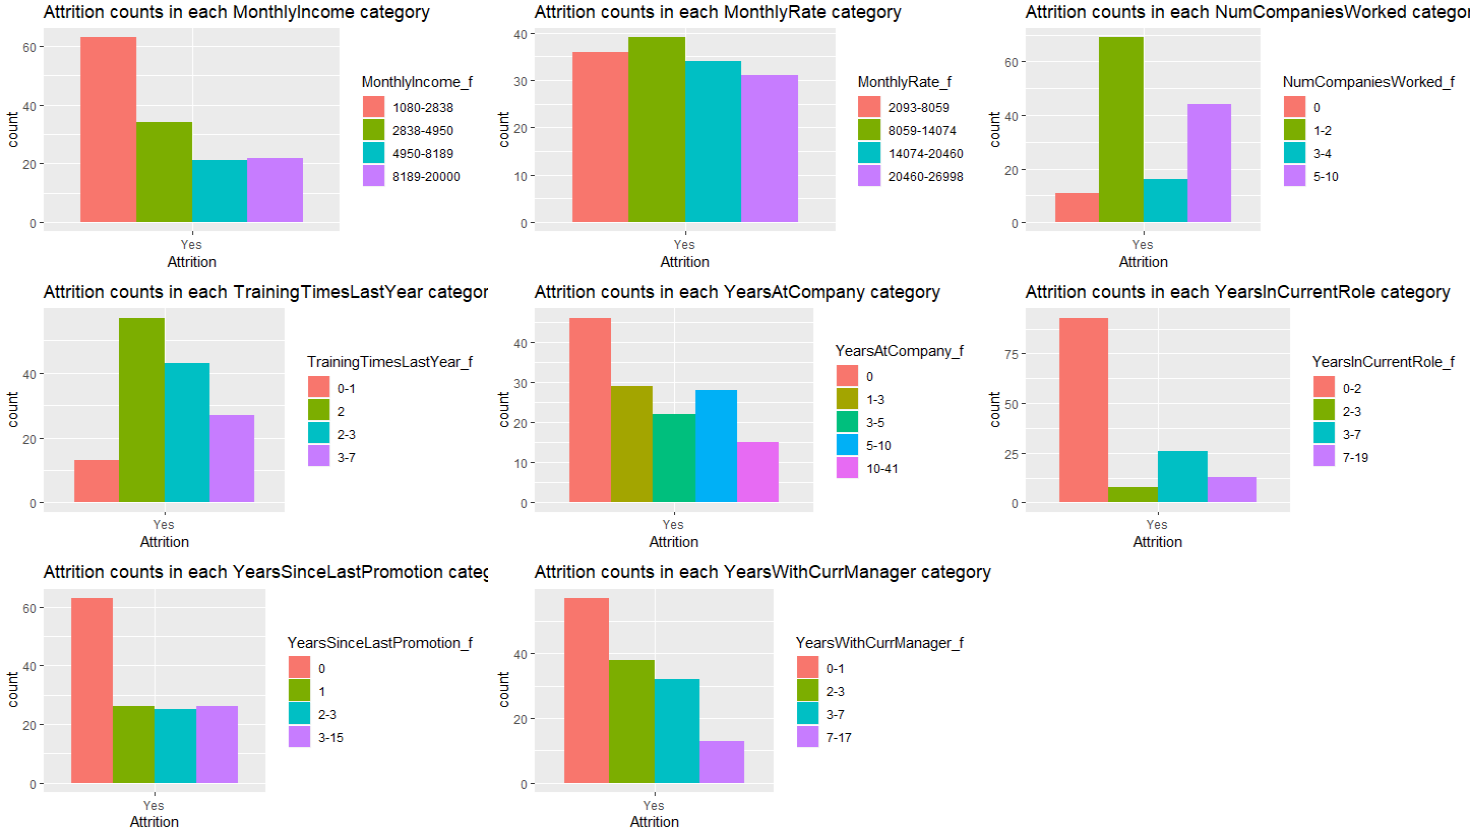 Attrition counts in each MonthlyIncome category
60
40
20
0
count
Yes
Attrition
MonthlyIncome_f
1080-2838
2838-4950
4950-8189
8189-20000
Attrition counts in each MonthlyRate category
40
30
20
10
0
count
Yes
Attrition
MonthlyRate_f
2093-8059
8059-14074
14074-20460
20460-26998
Attrition counts in each NumCompaniesWorked categor
60
40
20
0
count
Yes
Attrition
NumCompaniesWorked_f
0
1-2
3-4
5-10
Attrition counts in each TrainingTimesLastYear categor
40
20
0
count
Yes
Attrition
TrainingTimesLastYear_f
0-1
2
2-3
3-7
Attrition counts in each YearsAtCompany category
40
30
20
10
0
count
Yes
Attrition
YearsAtCompany_f
0
1-3
3-5
5-10
10-41
Attrition counts in each YearsInCurrentRole category
75
50
25
0
count
Yes
Attrition
YearsInCurrentRole_f
0-2
2-3
3-7
7-19
Attrition counts in each YearsSinceLastPromotion categ
60
40
20
0
count
Yes
Attrition
YearsSinceLastPromotion_f
0
1
2-3
3-15
Attrition counts in each YearsWithCurrManager category
40
20
0
count
Yes
Attrition
YearsWithCurrManager_f
0-1
2-3
3-7
7-17